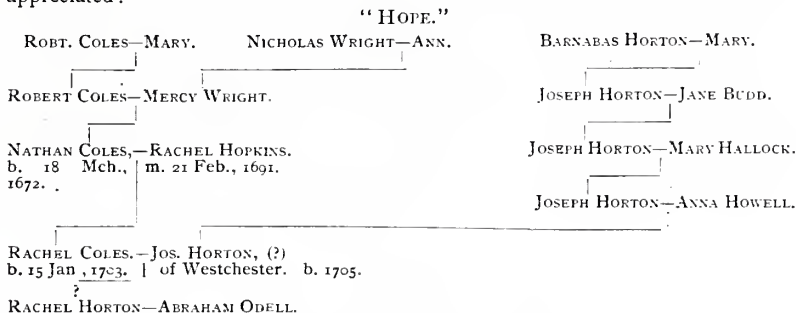 appreciated:
"HOPE."
ROBT. COLES—MARY. NICHOLAS WRIGHT—ANN. BARNABAS HORTON—MARY.
ROBERT COLES—MERCY WRIGHT. JOSEPH HORTON—JANE BUDD.
NATHAN COLES,—RACHEL HOPKINS. JOSEPH HORTON—MARY HALLOCK.
b. 18 Mch., m. 21 Feb., 1691.
1672.
JOSEPH HORTON—ANNA HOWELL.
RACHEL COLES.—JOS. HORTON, (?)
b. 15 Jan, 1703. of Westchester. b. 1705.
?
RACHEL HORTON—ABRAHAM ODELL.